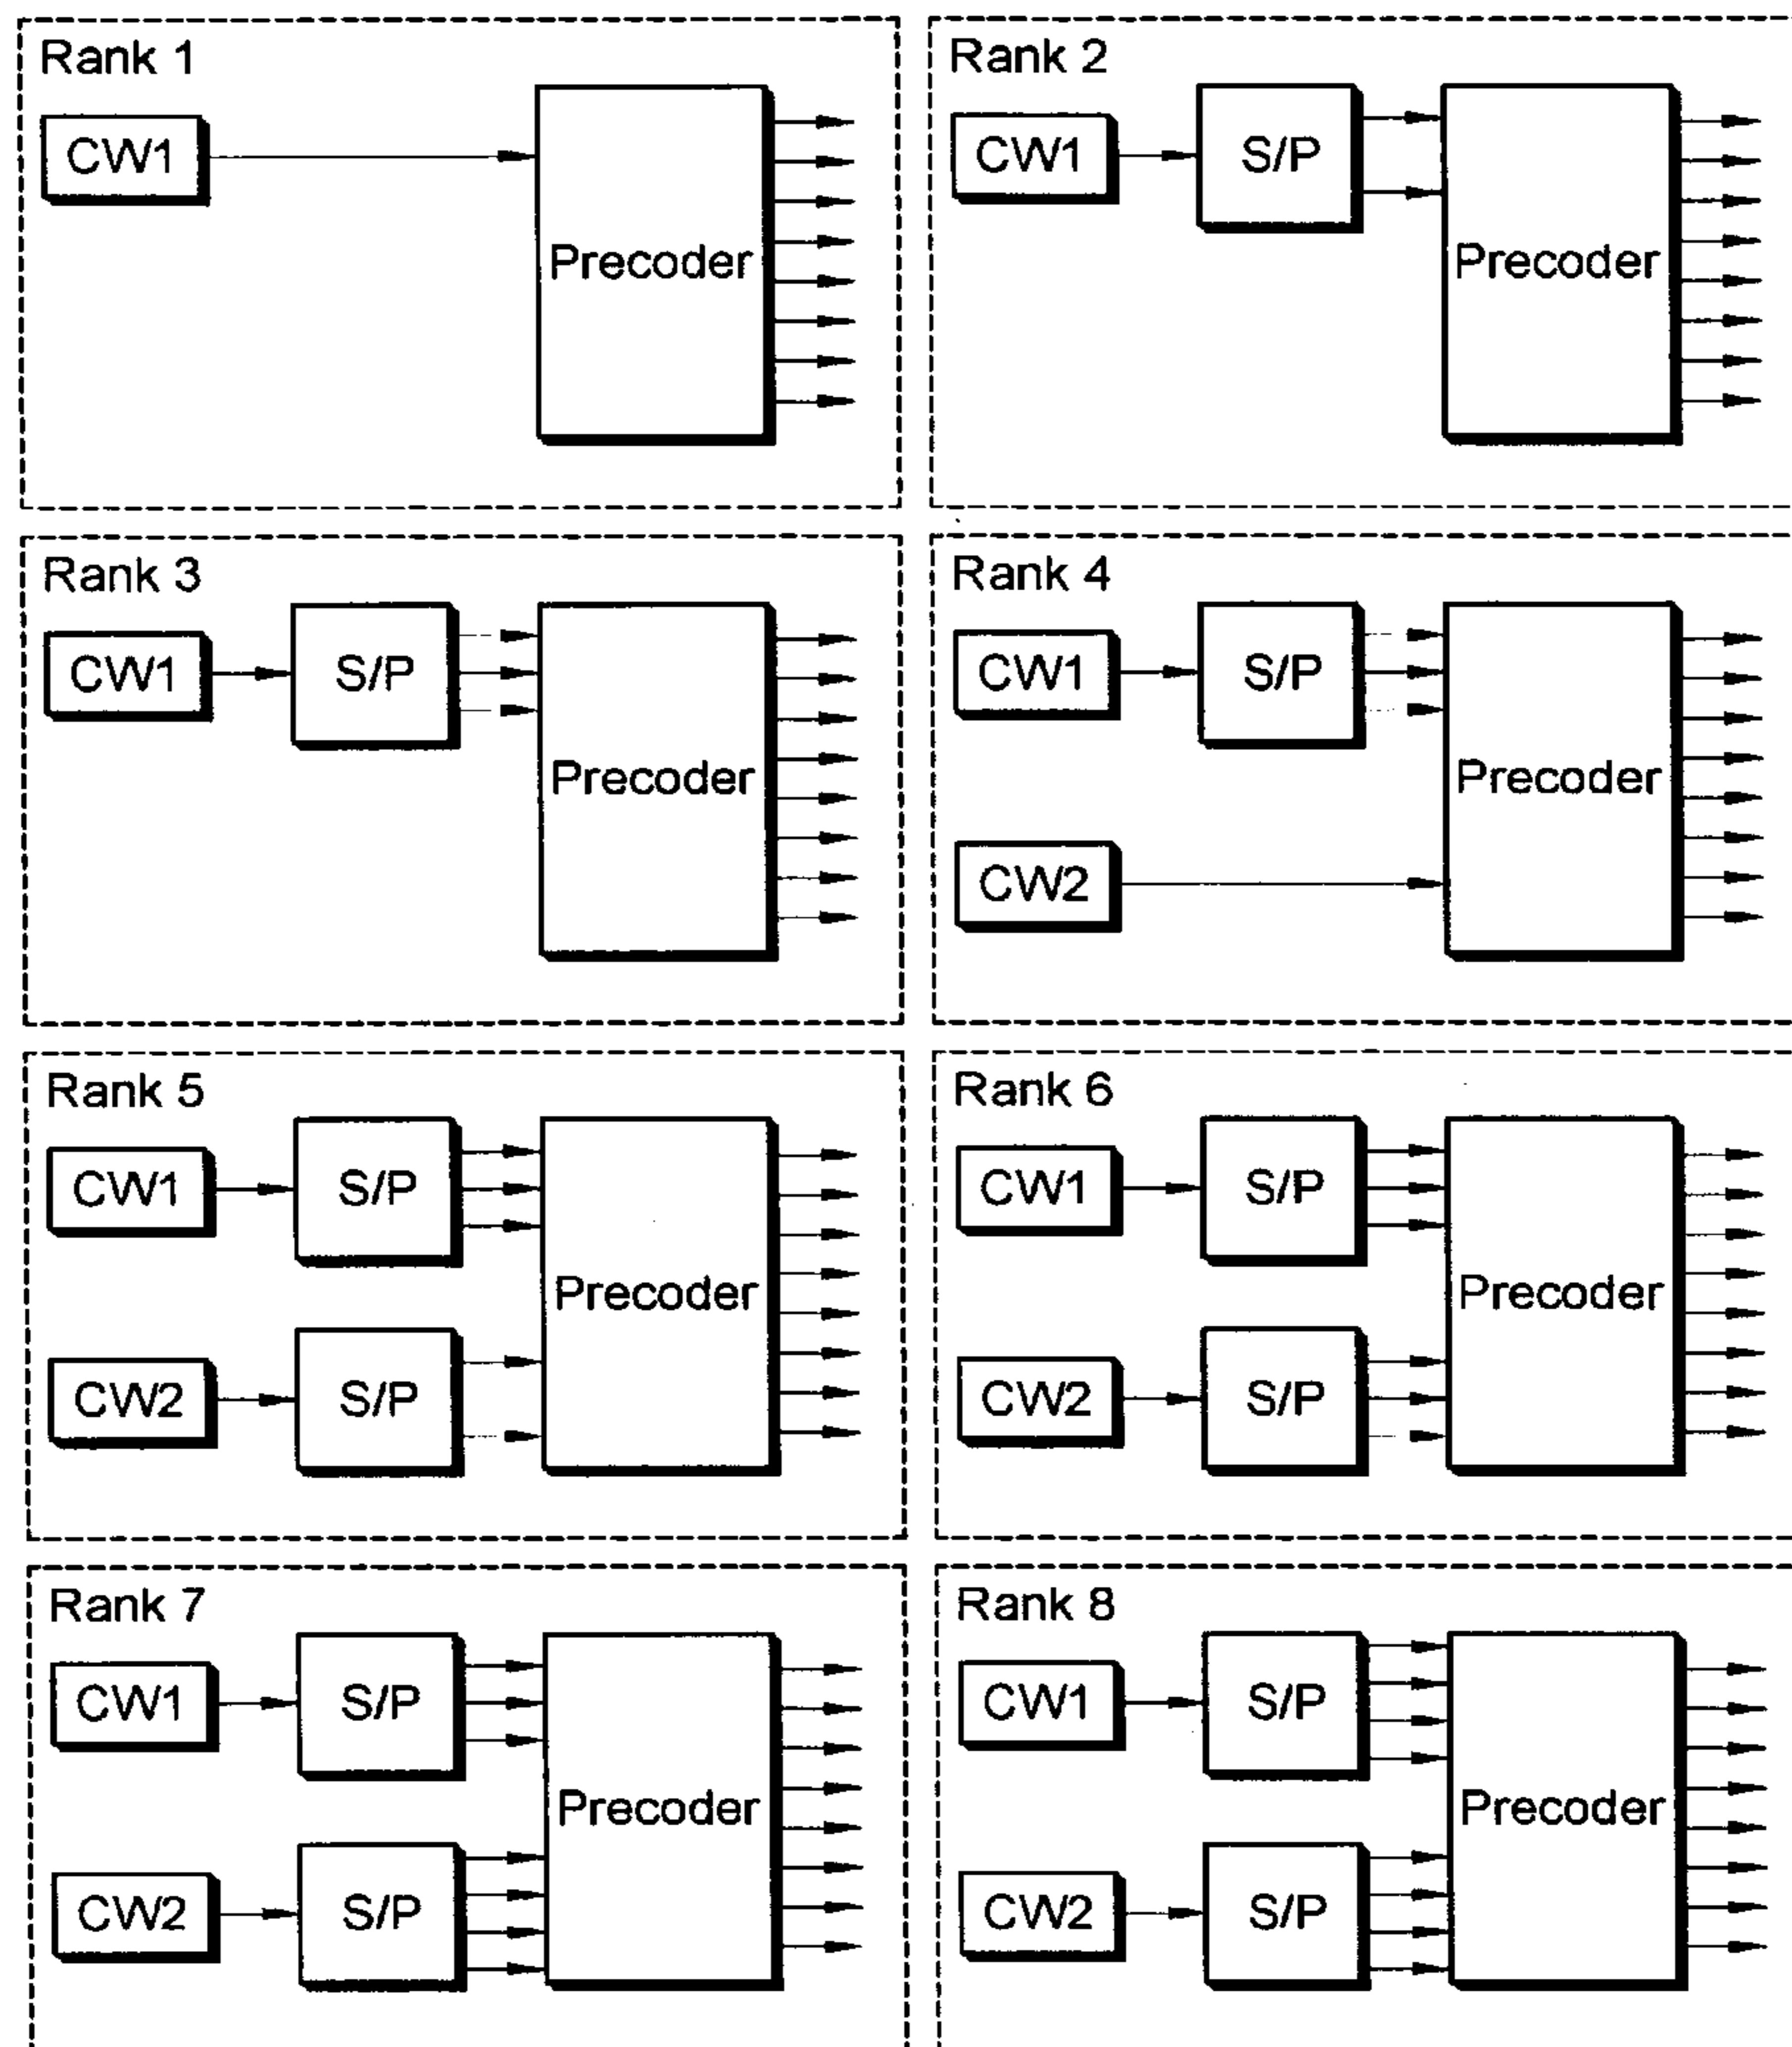 Rank 1
CW1
Precoder
Rank 2
CW1
S/P
Precoder
Rank 3
CW1
S/P
Precoder
Rank 4
CW1
S/P
Precoder
CW2
Rank 5
CW1
S/P
Precoder
CW2
S/P
Rank 6
CW1
S/P
Precoder
CW2
S/P
Rank 7
CW1
S/P
Precoder
CW2
S/P
Rank 8
CW1
S/P
Precoder
CW2
S/P